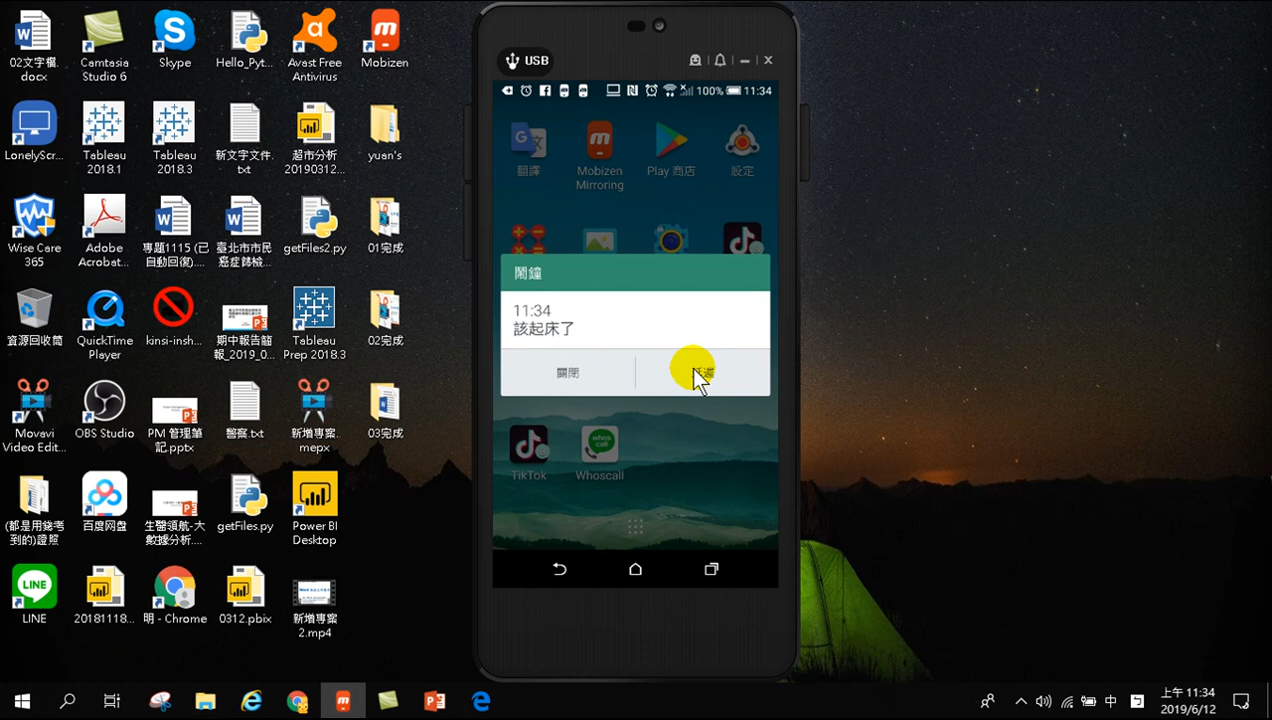 02文字檔.
docx
Camtasia
Studio 6
Skype
Hello_Pyt...
Avast Free
Antivirus
Mobizen
LonelyScr...
Tableau
2018.1
Tableau
2018.3
新文字文件.
txt
超市分析
20190312...
yuan's
Wise Care
365
Adobe
Acrobat...
專題1115 (已
自動回復)....
臺北市市民
癌症篩檢...
getFiles2.py
01完成
資源回收筒
QuickTime
Player
kinsi-insh...
期中報告簡
報_2019_0...
Tableau
Prep 2018.3
02完成
Movavi
Video Edit...
OBS Studio
PM 管理筆
記.pptx
警察.txt
新增專案.
mepx
03完成
(都是用錢考
到的)證照
百度网盘
生醫領航-大
數據分析....
getFiles.py
Power BI
Desktop
LINE
LINE
20181118...
明 - Chrome
0312.pbix
新增專案
2.mp4
USB
100%
11:34
翻譯
Mobizen
Mirroring
Play 商店
設定
鬧鐘
11:34
該起床了
關閉
TikTok
whos
call
Whoscall
中
上午 11:34
2019/6/12